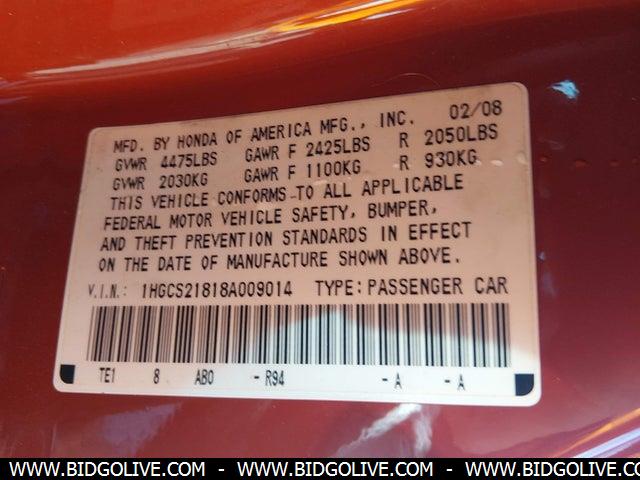 MFD. BY HONDA OF AMERICA MFG., INC. 02/08
GVWR 4475LBS GAWR F 2425LBS R 2050LBS
GVWR 2030KG GAWR F 1100KG R 930KG
THIS VEHICLE CONFORMS TO ALL APPLICABLE
FEDERAL MOTOR VEHICLE SAFETY, BUMPER,
AND THEFT PREVENTION STANDARDS IN EFFECT
ON THE DATE OF MANUFACTURE SHOWN ABOVE.
V.I.N.: 1HGCS21818A009014 TYPE: PASSENGER CAR
TE1 8 AB0 - R94 - A - A
WWW.BIDGOLIVE.COM - WWW.BIDGOLIVE.COM - WWW.BIDGOLIVE.COM